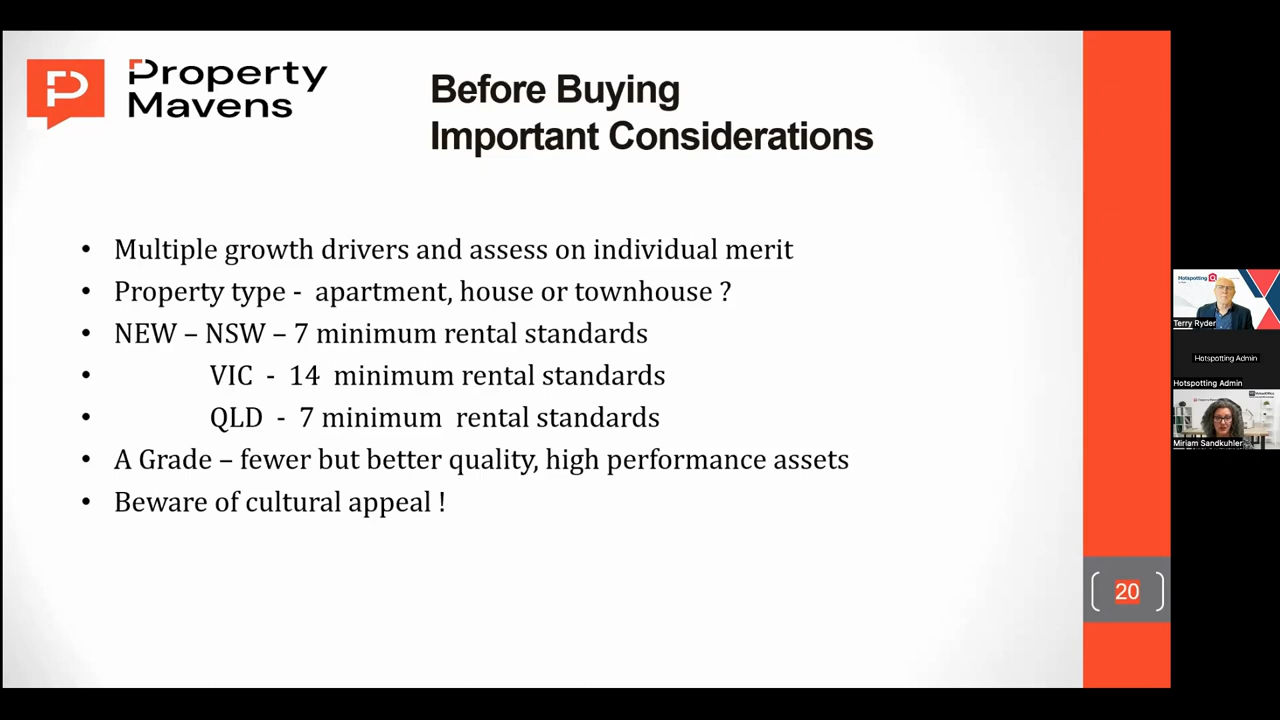 Property
Mavens
Before Buying
Important Considerations
• Multiple growth drivers and assess on individual merit
• Property type - apartment, house or townhouse ?
• NEW – NSW – 7 minimum rental standards
• VIC - 14 minimum rental standards
• QLD - 7 minimum rental standards
• A Grade – fewer but better quality, high performance assets
• Beware of cultural appeal !
20
Hotspotting
Terry Ryder
Hotspotting Admin
Hotspotting Admin
Miriam Sandkuhler